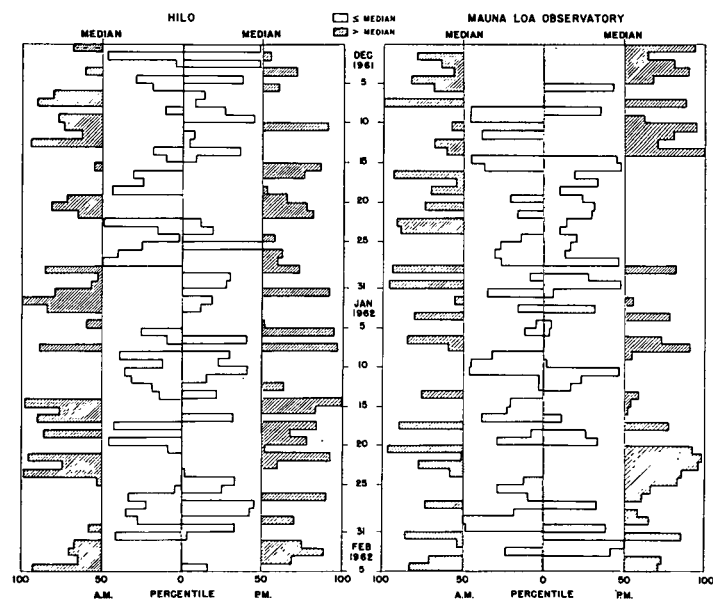 HILO
≤ MEDIAN
> MEDIAN
MAUNA LOA OBSERVATORY
MEDIAN MEDIAN MEDIAN MEDIAN
DEC
1961
5
10
15
20
25
31
JAN
1962
5
10
15
20
25
31
FEB
1962
5
100 50 0 50 100 100 50 0 50 100
A.M. PERCENTILE P.M. A.M. PERCENTILE P.M.